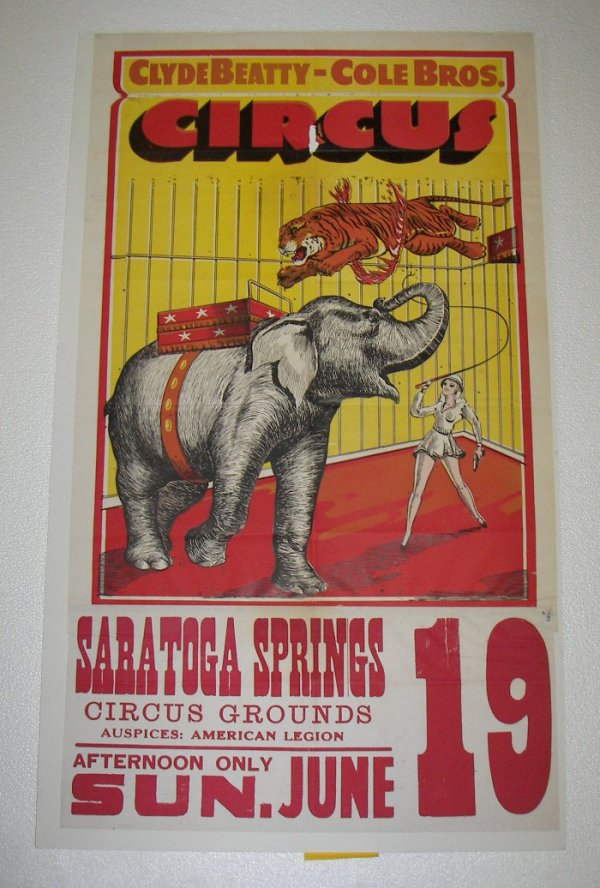 CLYDE BEATTY-COLE BROS.
CIRCUS
SARATOGA SPRINGS
CIRCUS GROUNDS
AUSPICES: AMERICAN LEGION
AFTERNOON ONLY
SUN. JUNE 19